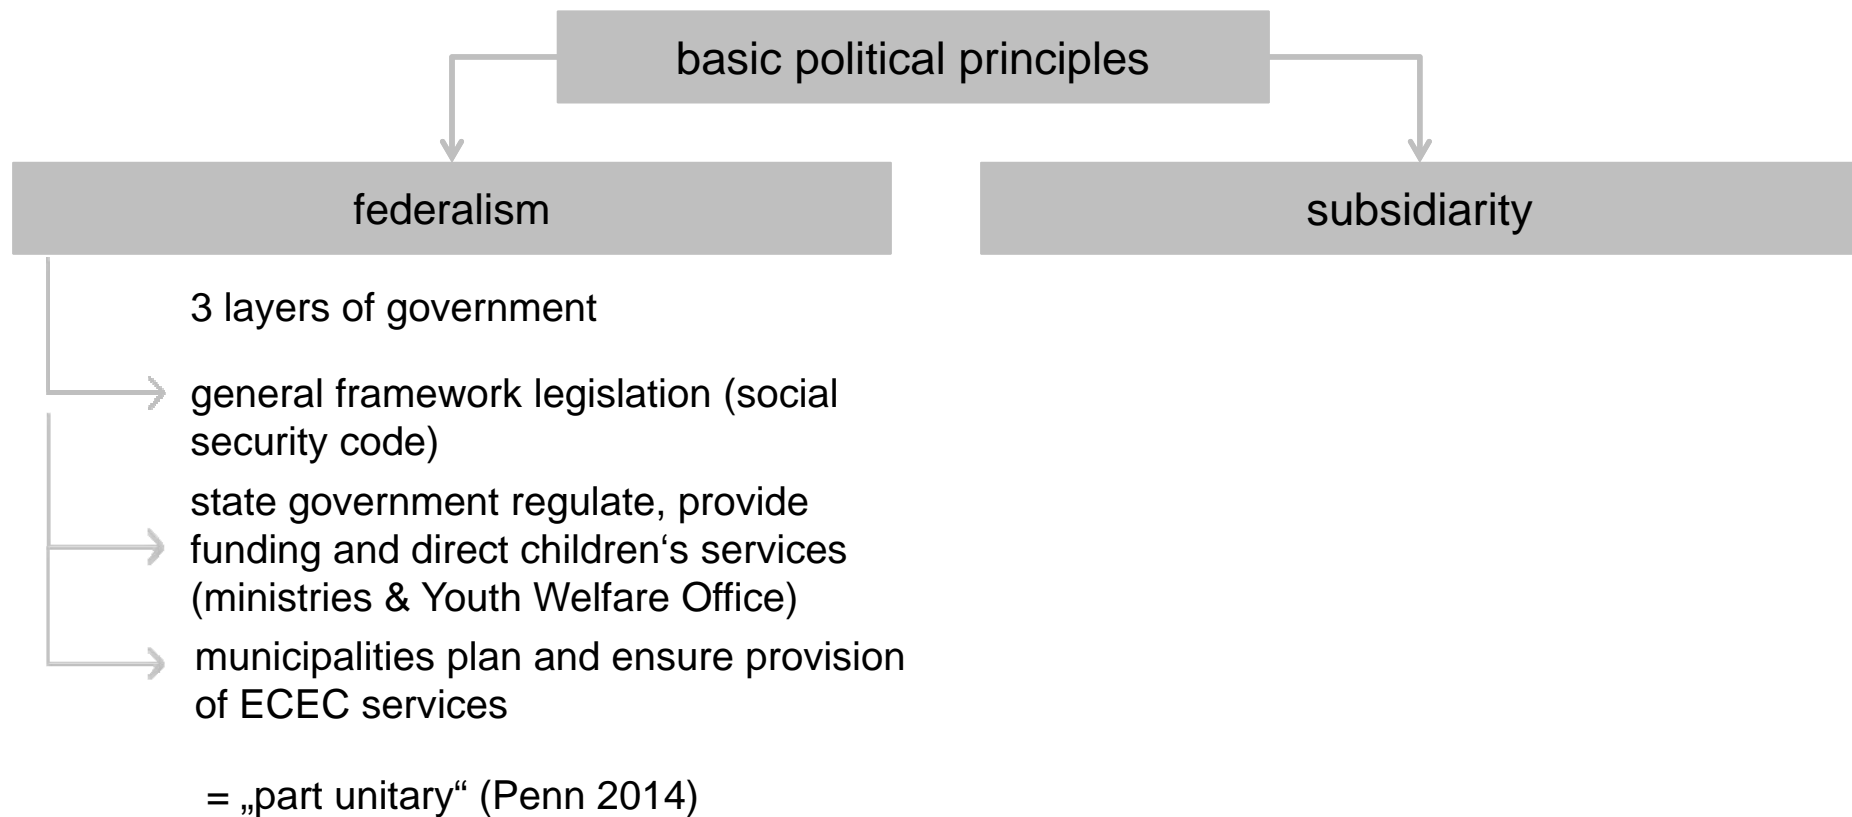 basic political principles
federalism
subsidiarity
3 layers of government
general framework legislation (social
security code)
state government regulate, provide
funding and direct children‘s services
(ministries & Youth Welfare Office)
municipalities plan and ensure provision
of ECEC services
= „part unitary“ (Penn 2014)